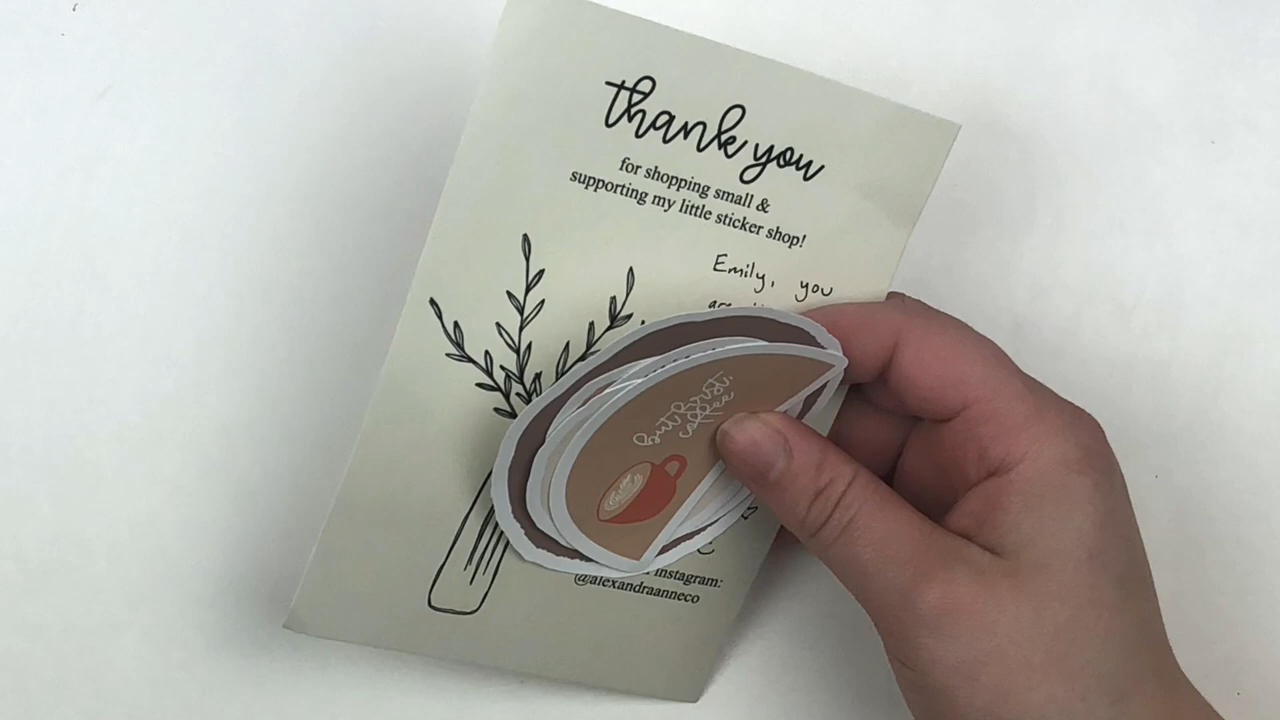 thank you
for shopping small &
supporting my little sticker shop!
Emily, you
but first,
coffee
instagram:
@alexandraanneco